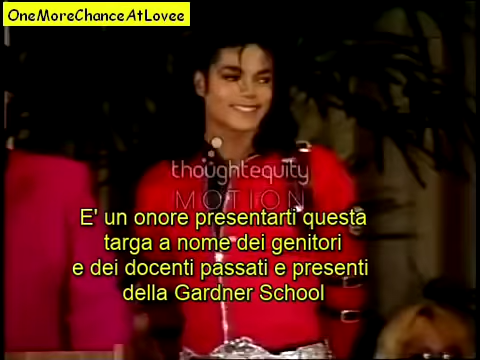 OneMoreChanceAtLovee
thoughtequity
MOTION
E' un onore presentarti questa
targa a nome dei genitori
e dei docenti passati e presenti
della Gardner School